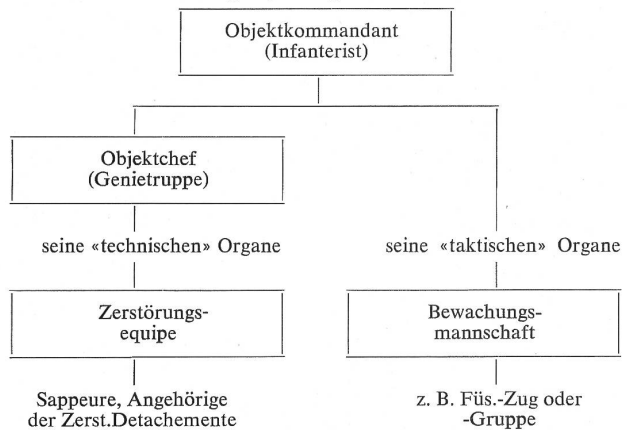 Objektkommandant
(Infanterist)
Objektchef
(Genietruppe)
seine «technischen» Organe
seine «taktischen» Organe
Zerstörungs-
equipe
Bewachungs-
mannschaft
Sappeure, Angehörige
der Zerst.Detachemente
z. B. Füs.-Zug oder
-Gruppe